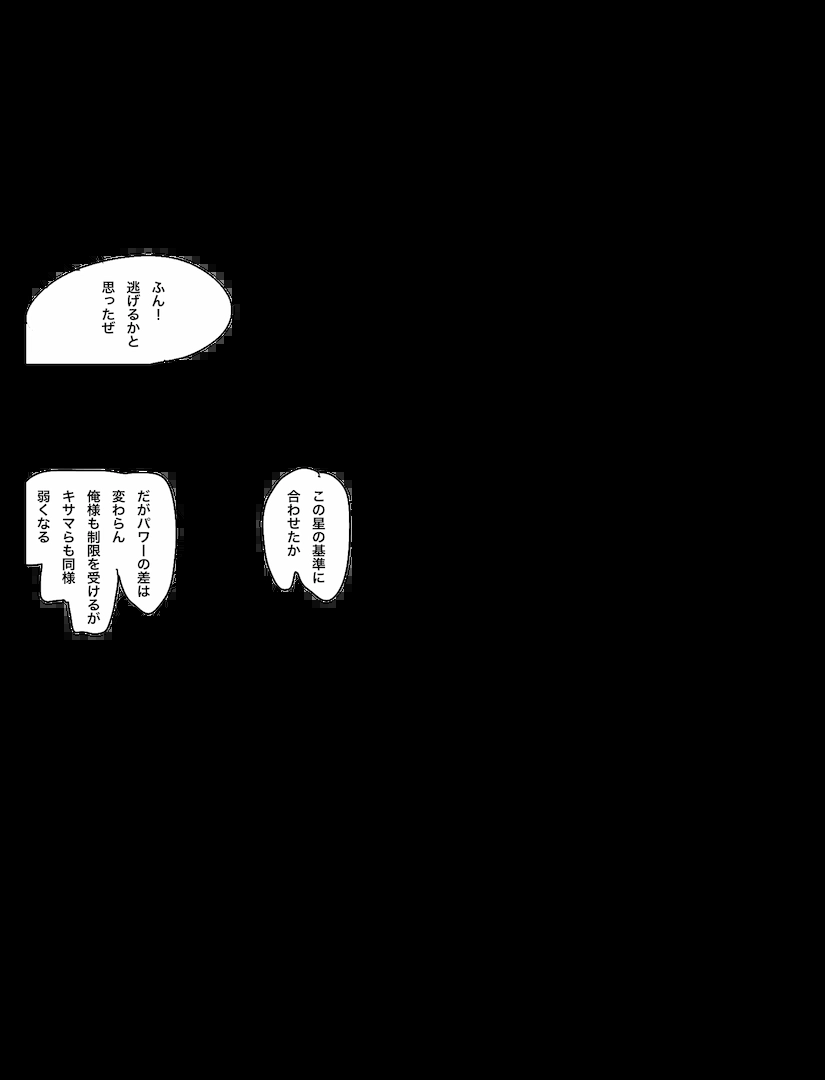 ふん！
逃げるかと
思ったぜ
この星の基準に
合わせたか
だがパワーの差は
変わらん
俺様も制限を受けるが
キサマらも同様
弱くなる